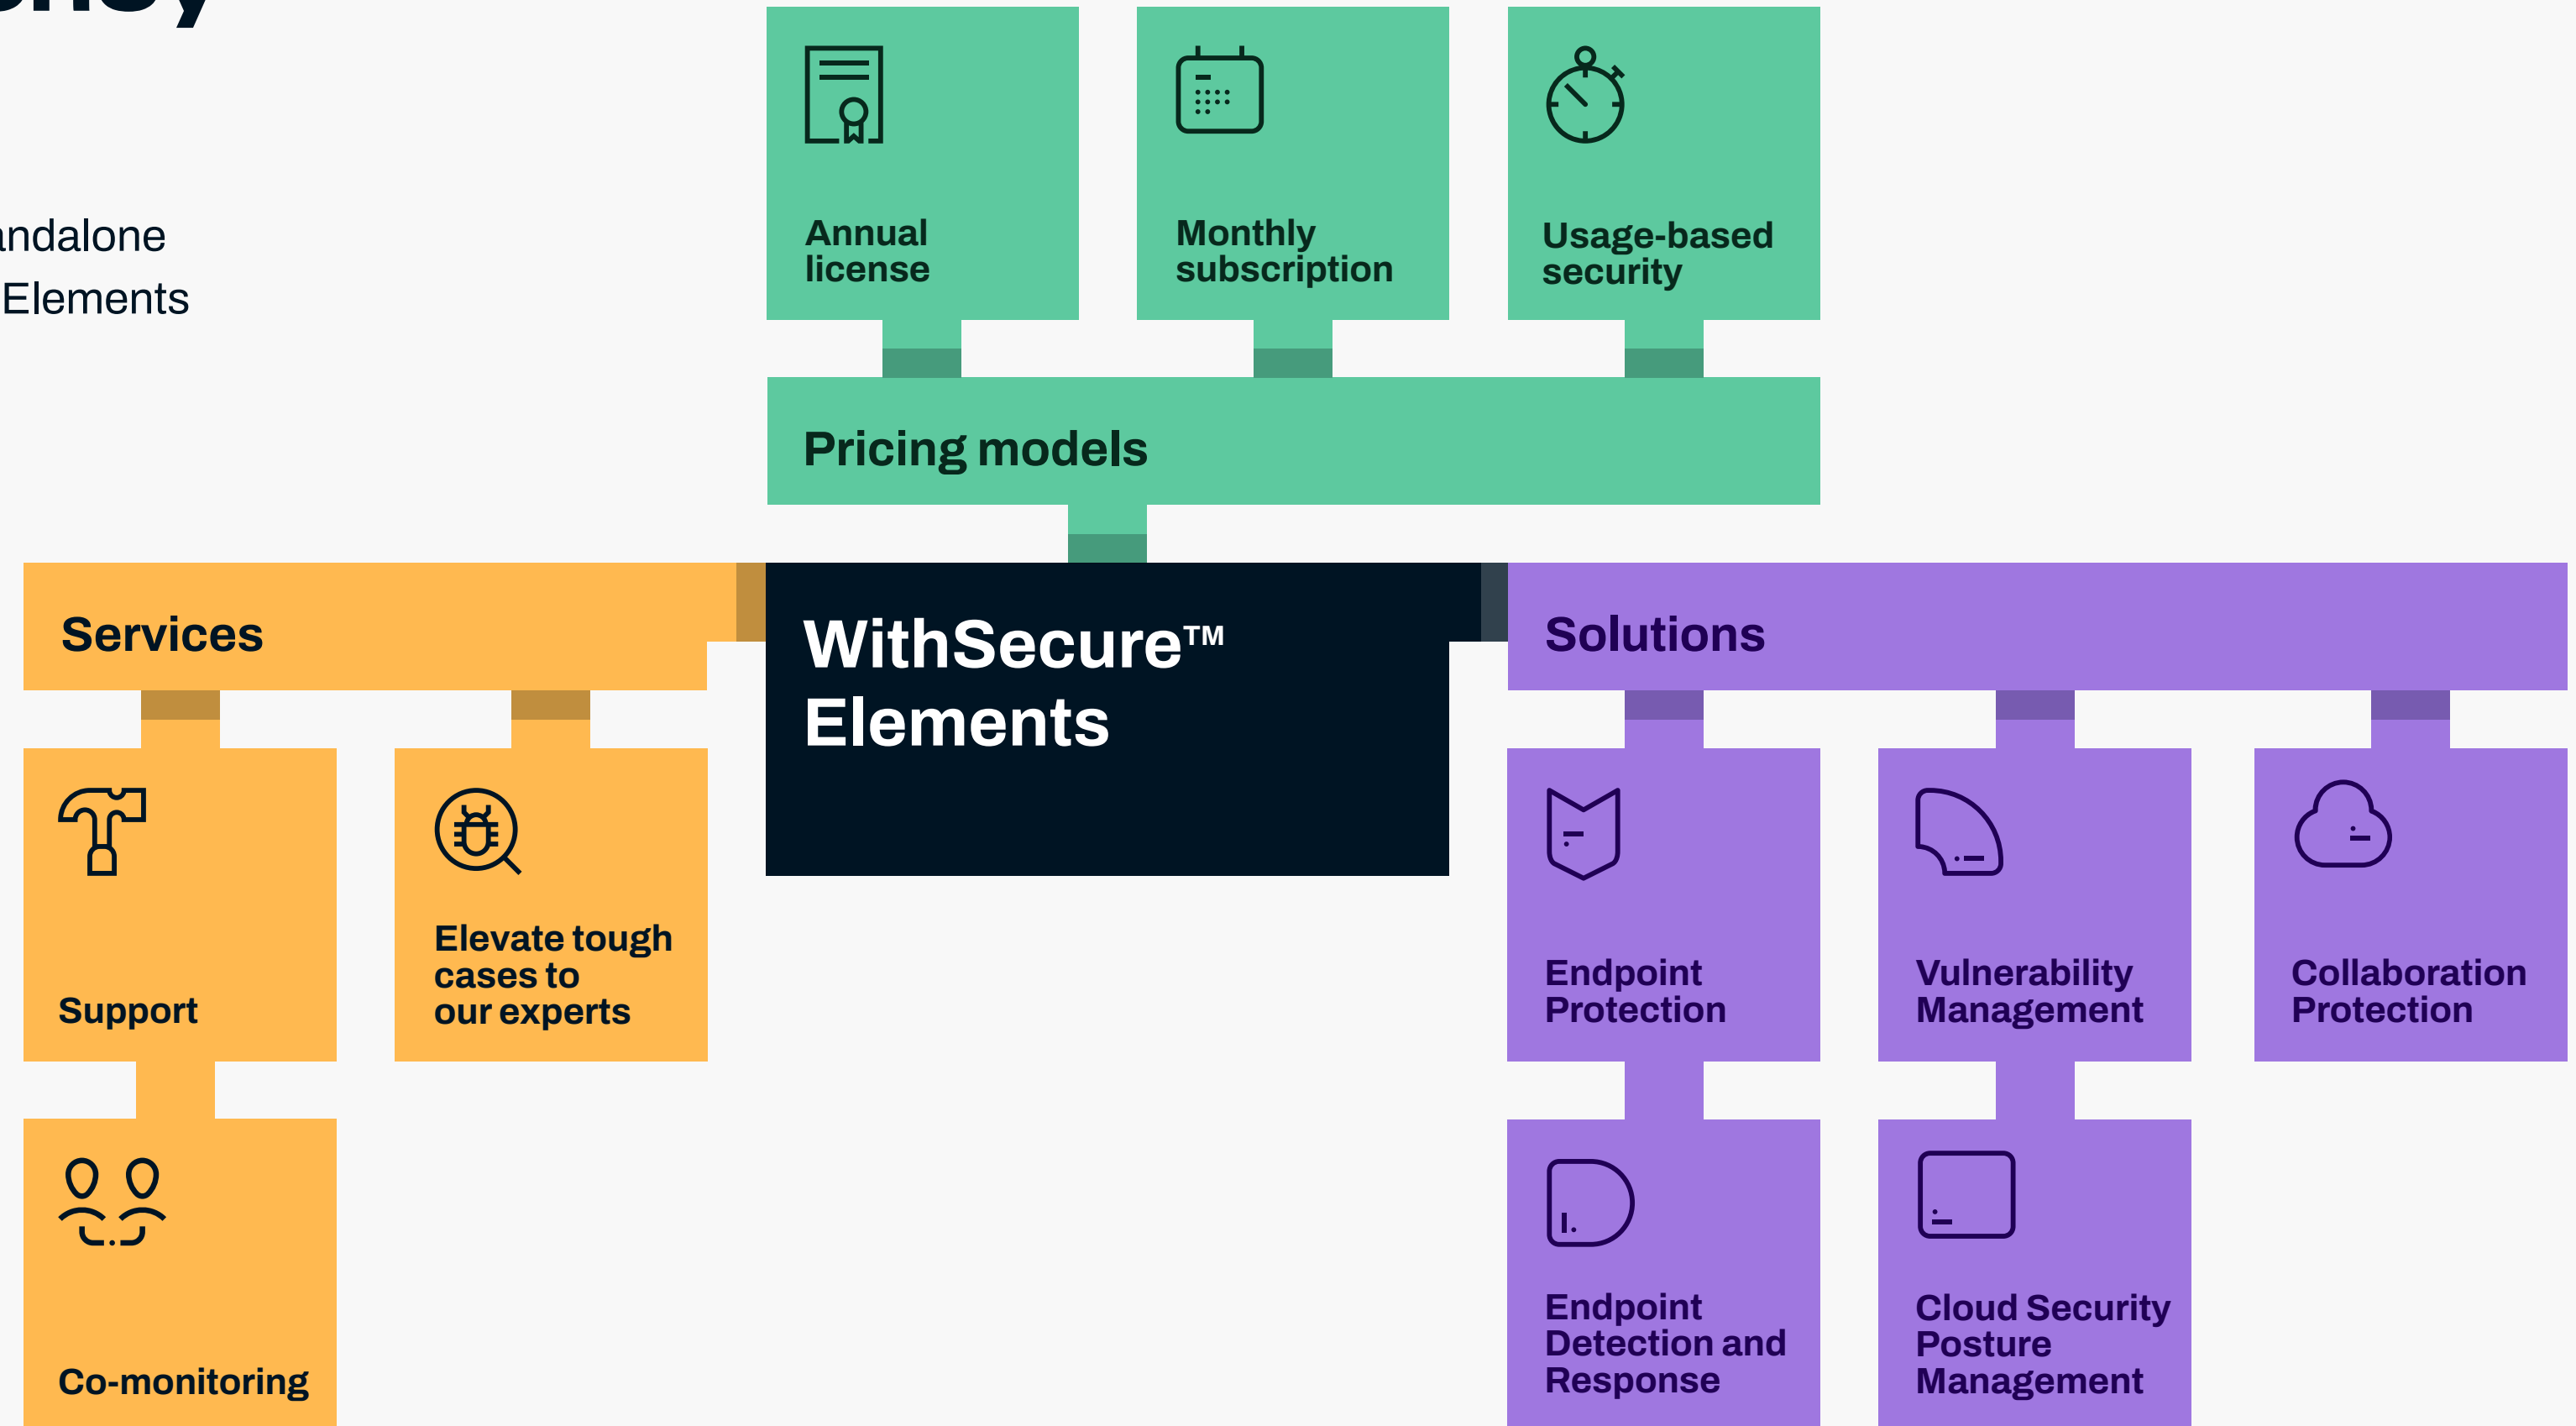 andalone
Elements
Annual
license
Monthly
subscription
Usage-based
security
Pricing models
Services
WithSecure™
Elements
Solutions
Support
Elevate tough
cases to
our experts
Endpoint
Protection
Vulnerability
Management
Collaboration
Protection
Co-monitoring
Endpoint
Detection and
Response
Cloud Security
Posture
Management